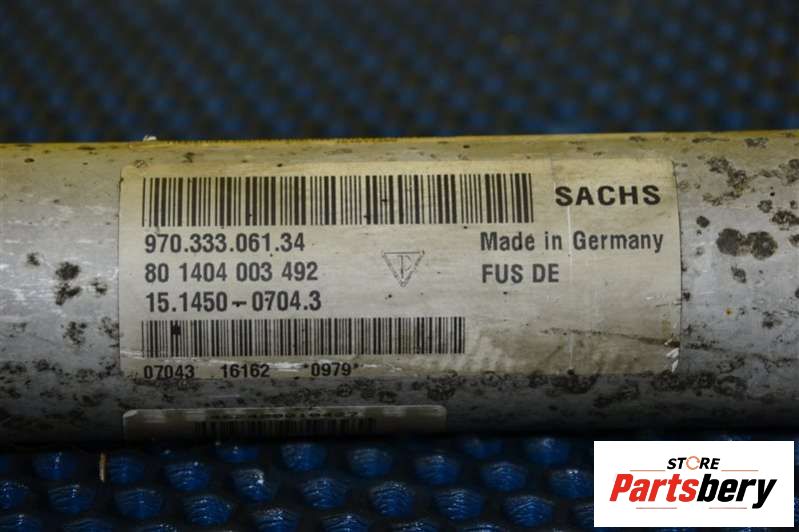 SACHS
970.333.061.34 Made in Germany
80 1404 003 492 FUS DE
15.1450-0704.3
07043 16162 *0979*
STORE
Partsbery